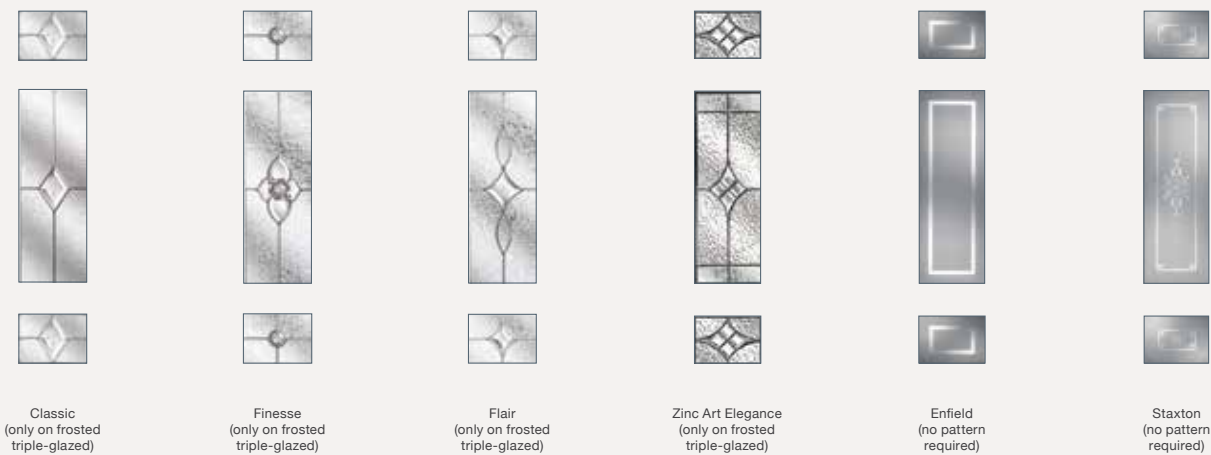 Classic
(only on frosted
triple-glazed)
Finesse
(only on frosted
triple-glazed)
Flair
(only on frosted
triple-glazed)
Zinc Art Elegance
(only on frosted
triple-glazed)
Enfield
(no pattern
required)
Staxton
(no pattern
required)